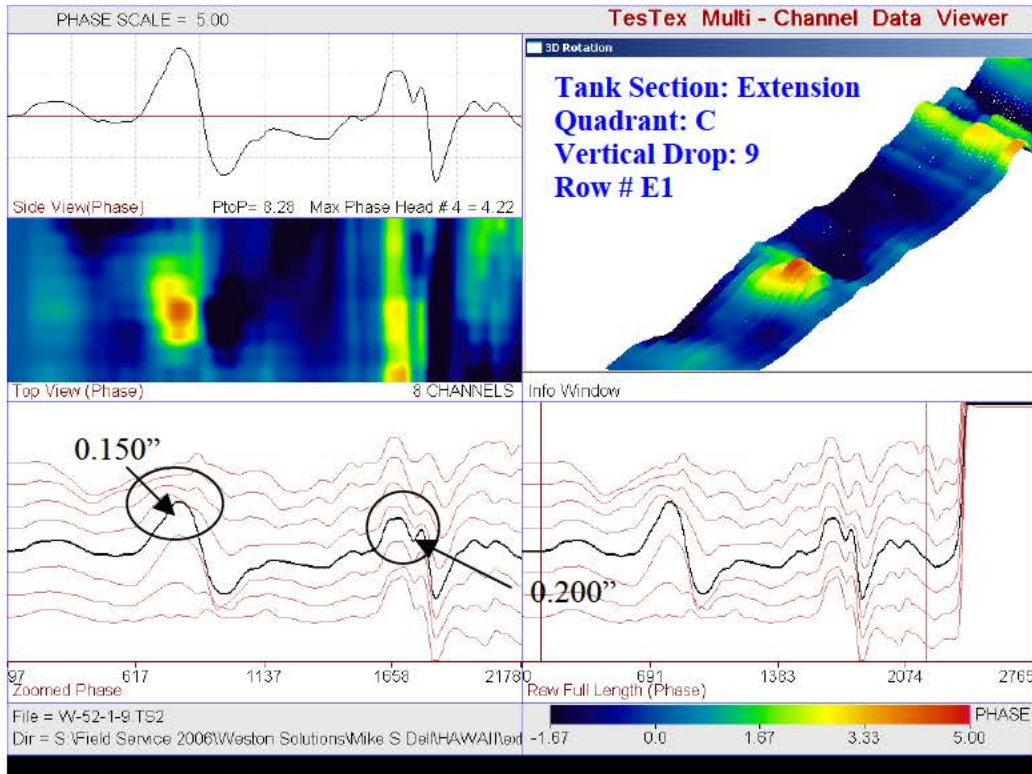 PHASE SCALE = 5.00
TesTex Multi - Channel Data Viewer
3D Rotation
Tank Section: Extension
Quadrant: C
Vertical Drop: 9
Row # E1
Side View(Phase) PtoP= 8.28 Max Phase Head # 4 = 4.22
Top View (Phase) 8 CHANNELS
Info Window
0.150”
0.200”
97 617 1137 1658 2178
Zoomed Phase
0 691 1383 2074 2765
Raw Full Length (Phase)
File = W-52-1-9.TS2
Dir = S:\Field Service 2006\Weston Solutions\Mike S Dell\HAWAII\ext
PHASE
-1.67 0.0 1.67 3.33 5.00